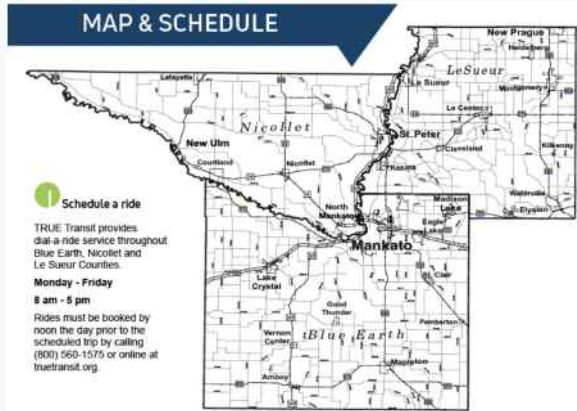 MAP & SCHEDULE
New Prague
Heidelberg
Lafayette
Le Sueur
LeSueur
Montgomery
Le Center
Nicollet
St. Peter
New Ulm
Cleveland
Kilkenny
Courtland
Nicollet
Kasota
Schedule a ride
TRUE Transit provides
dial-a-ride service throughout
Blue Earth, Nicollet and
Le Sueur Counties.
Monday - Friday
8 am - 5 pm
Rides must be booked by
noon the day prior to the
scheduled trip by calling
(800) 560-1575 or online at
truetransit.org.
Waterville
Elysian
North
Mankato
Madison
Lake
Eagle
Lake
Mankato
St. Clair
Lake
Crystal
Good
Thunder
Pemberton
Vernon
Center
Blue Earth
Mapleton
Amboy